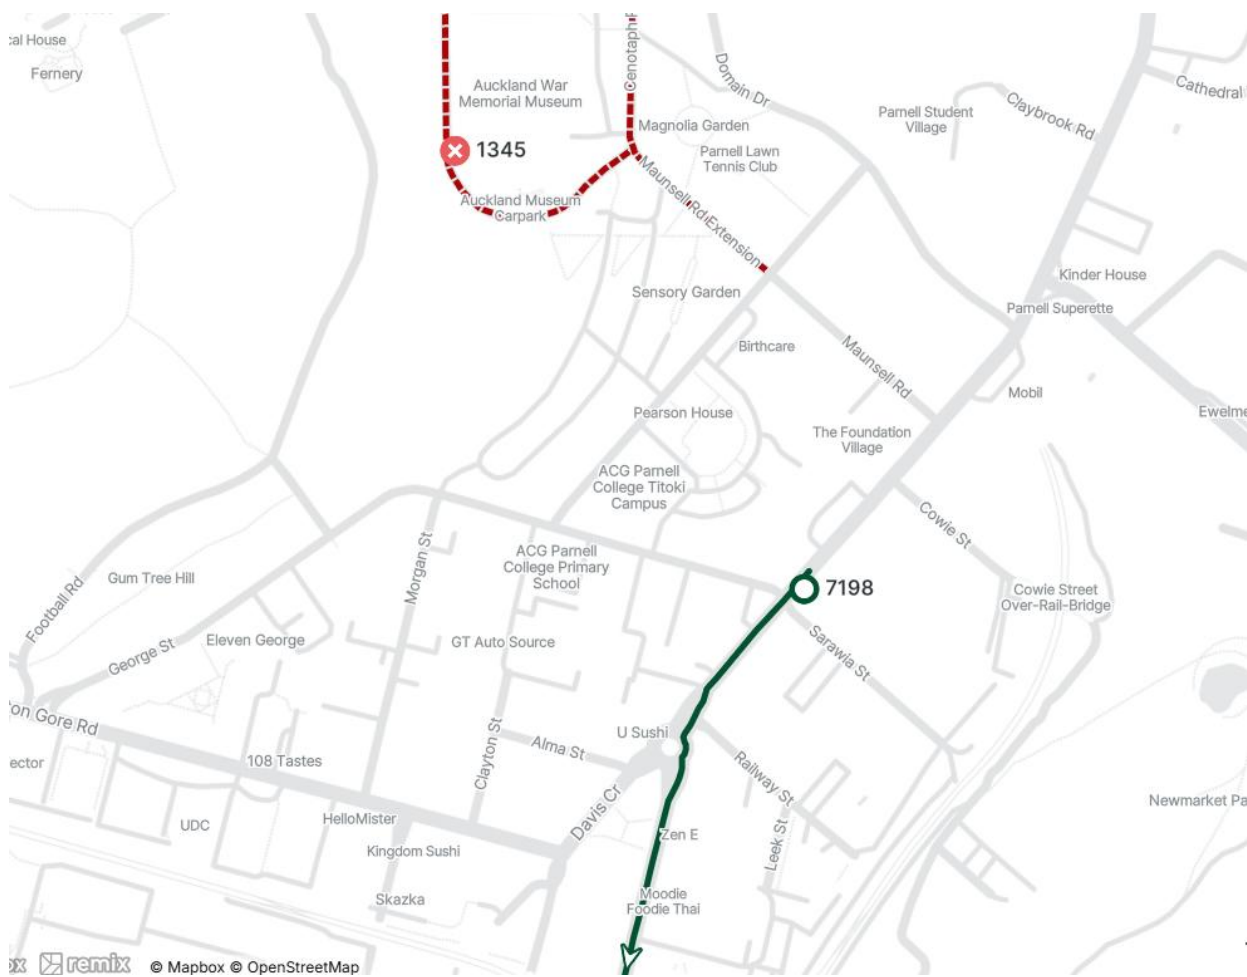 cal House
Fernery
Auckland War
Memorial Museum
Cenotaph R
Domain Dr
Magnolia Garden
Parnell Lawn
Tennis Club
Parnell Student
Village
Claybrook Rd
Cathedral
1345
Auckland Museum
Carpark
Maunsell Rd Extension
Sensory Garden
Kinder House
Parnell Superette
Birthcare
Maunsell Rd
Mobil
Ewelme
Pearson House
The Foundation
Village
ACG Parnell
College Titoki
Campus
Cowie St
Morgan St
ACG Parnell
College Primary
School
Gum Tree Hill
Football Rd
7198
Cowie Street
Over-Rail-Bridge
George St
Eleven George
GT Auto Source
Sarawia St
on Gore Rd
U Sushi
Alma St
Clayton St
108 Tastes
ector
Railway St
Davis Cr
Newmarket Pa
UDC
HelloMister
Kingdom Sushi
Zen E
Leek St
Skazka
Moodie
Foodie Thai
ox remix © Mapbox © OpenStreetMap